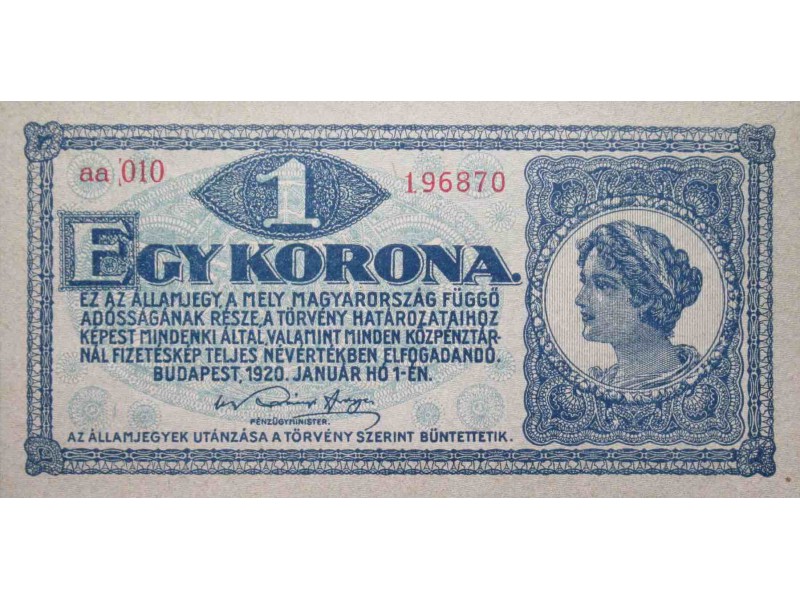 aa 010
196870
1
EGY KORONA.
EZ AZ ÁLLAMJEGY, A MELY MAGYARORSZÁG FÜGGŐ
ADÓSSÁGÁNAK RÉSZE, A TÖRVÉNY HATÁROZATAIHOZ
KÉPEST MINDENKI ÁLTAL, VALAMINT MINDEN KÖZPÉNZTÁR-
NÁL FIZETÉSKÉP TELJES NÉVÉRTÉKBEN ELFOGADANDÓ.
BUDAPEST, 1920. JANUÁR HÓ 1-ÉN.
PÉNZÜGYMINISTER.
AZ ÁLLAMJEGYEK UTÁNZÁSA A TÖRVÉNY SZERINT BÜNTETTETIK.